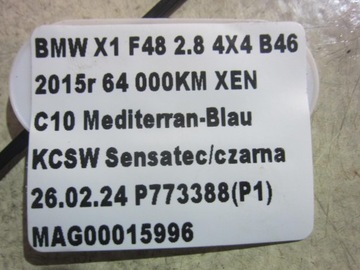 BMW X1 F48 2.8 4X4 B46
2015r 64 000KM XEN
C10 Mediterran-Blau
KCSW Sensatec/czarna
26.02.24 P773388(P1)
MAG00015996